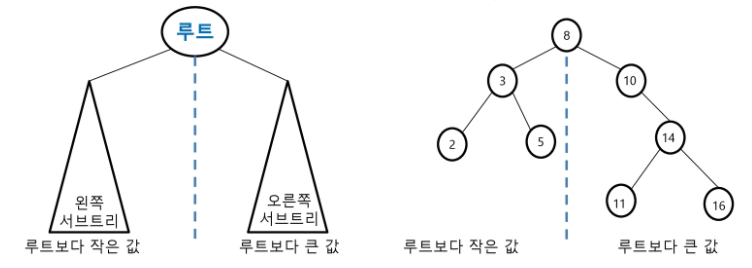 루트
왼쪽
서브트리
오른쪽
서브트리
루트보다 작은 값
루트보다 큰 값
8
3
10
2
5
14
11
16
루트보다 작은 값
루트보다 큰 값